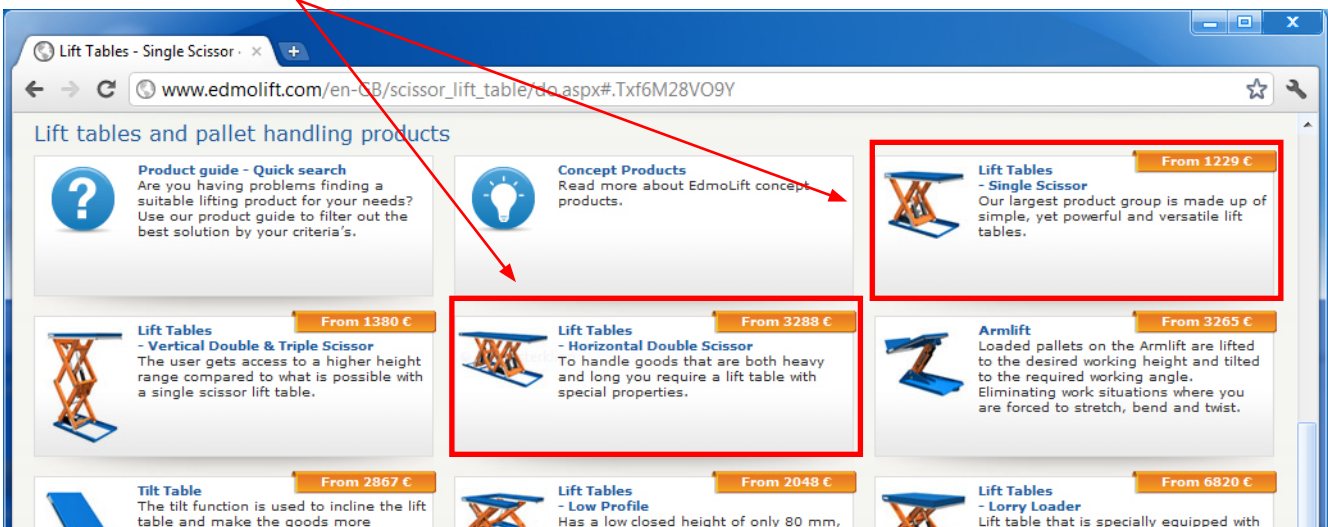 Lift Tables - Single Scissor
www.edmolift.com/en-GB/scissor_lift_table/do.aspx#.Txf6M28VO9Y
Lift tables and pallet handling products
Product guide - Quick search
Are you having problems finding a
suitable lifting product for your needs?
Use our product guide to filter out the
best solution by your criteria's.
Concept Products
Read more about EdmoLift concept
products.
From 1229 €
Lift Tables
- Single Scissor
Our largest product group is made up of
simple, yet powerful and versatile lift
tables.
From 1380 €
Lift Tables
- Vertical Double & Triple Scissor
The user gets access to a higher height
range compared to what is possible with
a single scissor lift table.
From 3288 €
Lift Tables
- Horizontal Double Scissor
To handle goods that are both heavy
and long you require a lift table with
special properties.
From 3265 €
Armlift
Loaded pallets on the Armlift are lifted
to the desired working height and tilted
to the required working angle.
Eliminating work situations where you
are forced to stretch, bend and twist.
From 2867 €
Tilt Table
The tilt function is used to incline the lift
table and make the goods more
From 2048 €
Lift Tables
- Low Profile
Has a low closed height of only 80 mm,
From 6820 €
Lift Tables
- Lorry Loader
Lift table that is specially equipped with